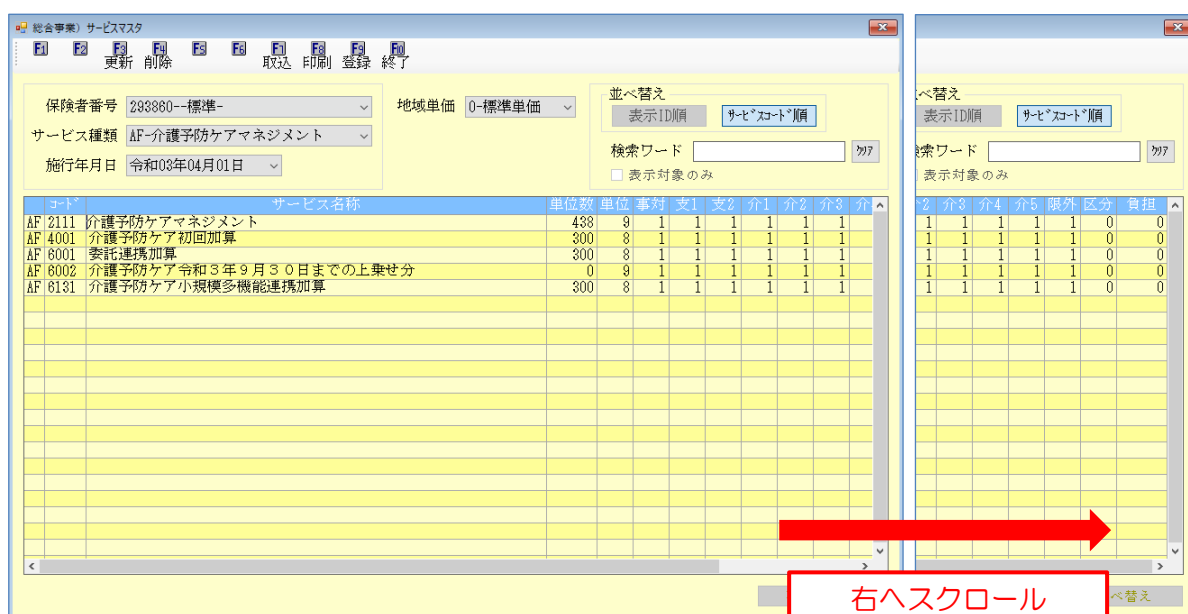 総合事業）サービスマスタ
F1 F2 F3 F4 F5 F6 F7 F8 F9 F10
更新 削除 取込 印刷 登録 終了
保険者番号 293860--標準-
地域単価 0-標準単価
サービス種類 AF-介護予防ケアマネジメント
施行年月日 令和03年04月01日
並べ替え
表示ID順 ｻｰﾋﾞｽｺｰﾄﾞ順
検索ワード ｸﾘｱ
表示対象のみ
べ替え
表示ID順 ｻｰﾋﾞｽｺｰﾄﾞ順
索ワード ｸﾘｱ
表示対象のみ
ｺｰﾄﾞ サービス名称 単位数 単位 事対 支1 支2 介1 介2 介3 介
AF 2111 介護予防ケアマネジメント 438 9 1 1 1 1 1 1
AF 4001 介護予防ケア初回加算 300 8 1 1 1 1 1 1
AF 6001 委託連携加算 300 8 1 1 1 1 1 1
AF 6002 介護予防ケア令和３年９月３０日までの上乗せ分 0 9 1 1 1 1 1 1
AF 6131 介護予防ケア小規模多機能連携加算 300 8 1 1 1 1 1 1
介2 介3 介4 介5 限外 区分 負担
1 1 1 1 1 0 0
1 1 1 1 1 0 0
1 1 1 1 1 0 0
1 1 1 1 1 0 0
1 1 1 1 1 0 0
右へスクロール
べ替え